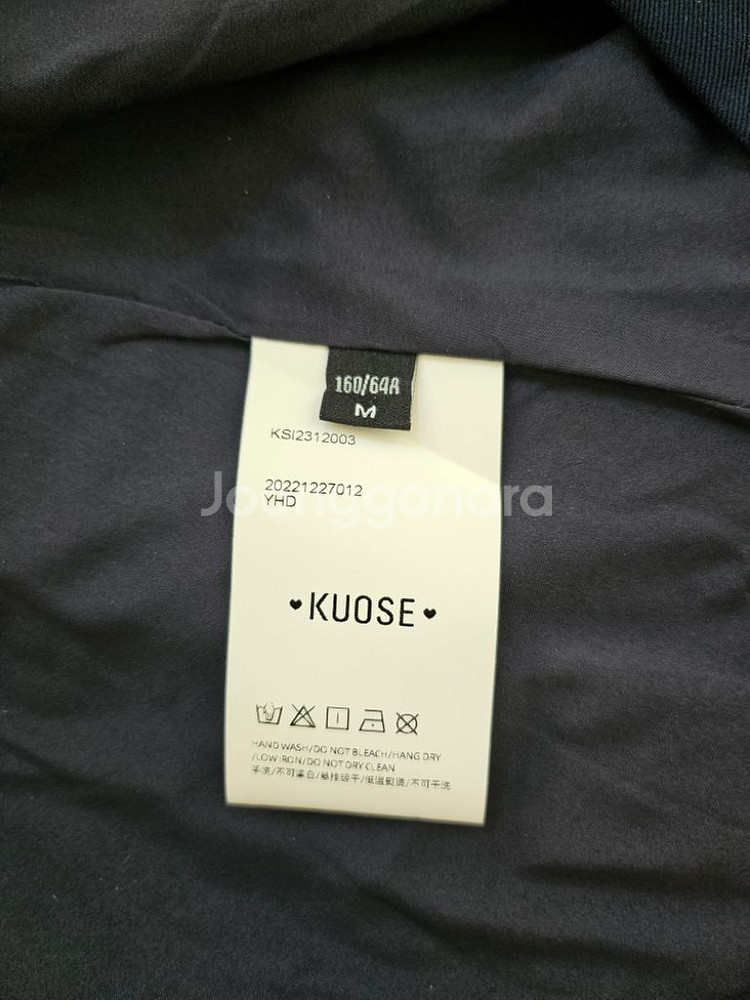 160/64A
M
KSI2312003
20221227012
YHD
Joonggonara
♥KUOSE♥
HAND WASH/DO NOT BLEACH/HANG DRY
/LOW IRON/DO NOT DRY CLEAN
手洗/不可漂白/悬挂晾干/低温熨烫/不可干洗